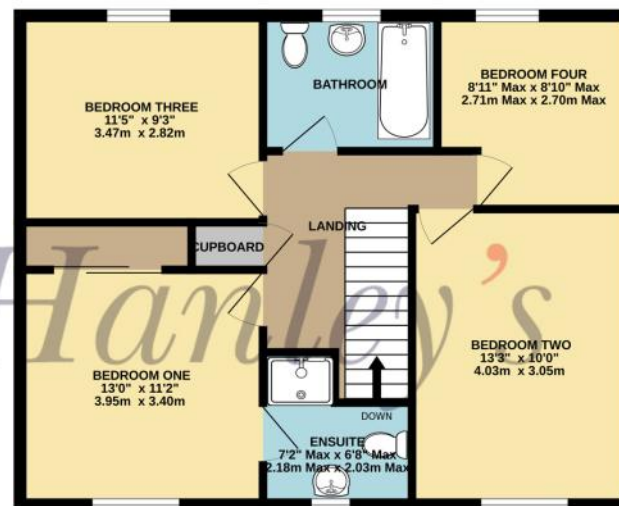 BEDROOM THREE
11'5" x 9'3"
3.47m x 2.82m
BATHROOM
BEDROOM FOUR
8'11" Max x 8'10" Max
2.71m Max x 2.70m Max
LANDING
CUPBOARD
Hanley's
BEDROOM ONE
13'0" x 11'2"
3.95m x 3.40m
BEDROOM TWO
13'3" x 10'0"
4.03m x 3.05m
DOWN
ENSUITE
7'2" Max x 6'8" Max
2.18m Max x 2.03m Max